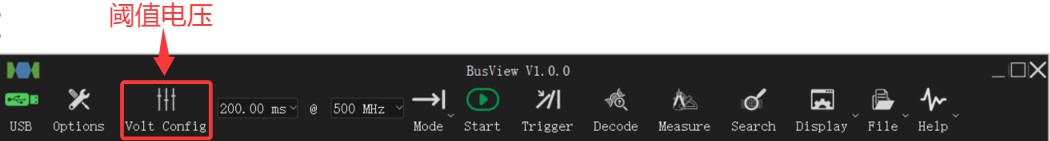 阈值电压
BusView V1.0.0
200.00 ms @ 500 MHz
USB Options Volt Config Mode Start Trigger Decode Measure Search Display File Help